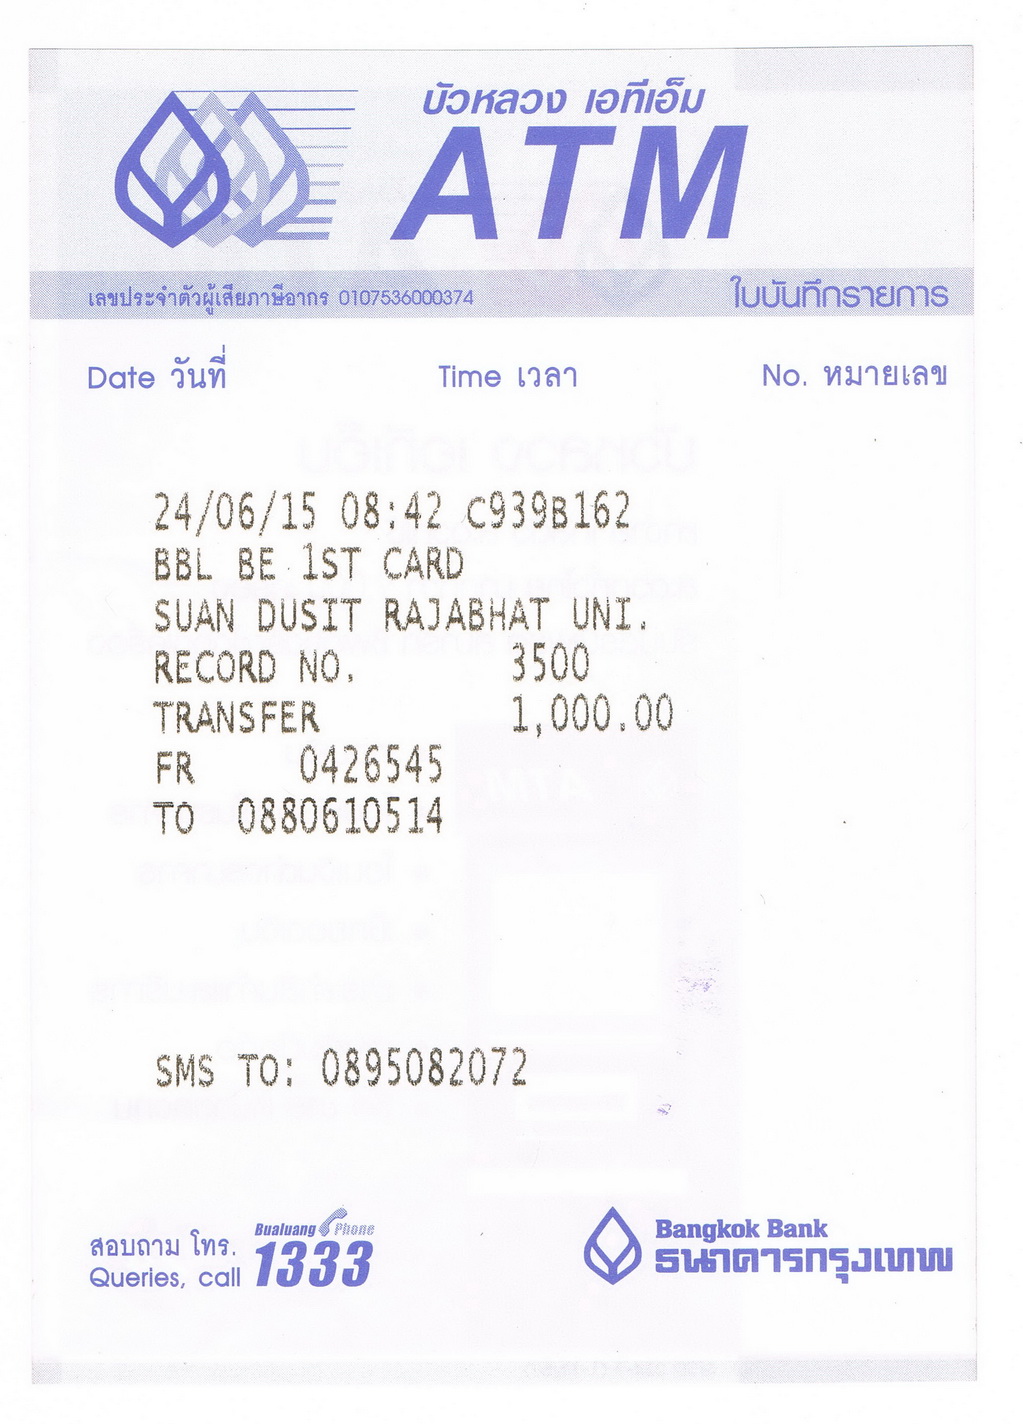 บัวหลวง เอทีเอ็ม
ATM
เลขประจำตัวผู้เสียภาษีอากร 0107536000374 ใบบันทึกรายการ
Date วันที่ Time เวลา No. หมายเลข
24/06/15 08:42 C939B162
BBL BE 1ST CARD
SUAN DUSIT RAJABHAT UNI.
RECORD NO. 3500
TRANSFER 1,000.00
FR 0426545
TO 0880610514
SMS TO: 0895082072
สอบถาม โทร. Bualuang Phone
Queries, call 1333
Bangkok Bank
ธนาคารกรุงเทพ